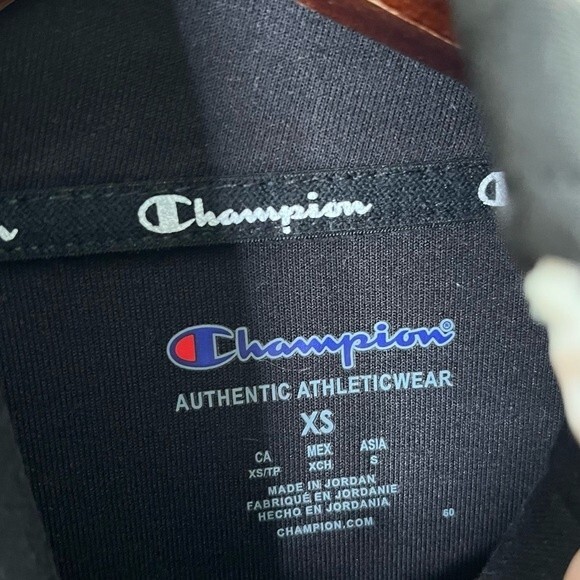 Champion
Champion®
AUTHENTIC ATHLETICWEAR
XS
CA MEX ASIA
XS/TP XCH S
MADE IN JORDAN
FABRIQUÉ EN JORDANIE
HECHO EN JORDANIA
CHAMPION.COM
60